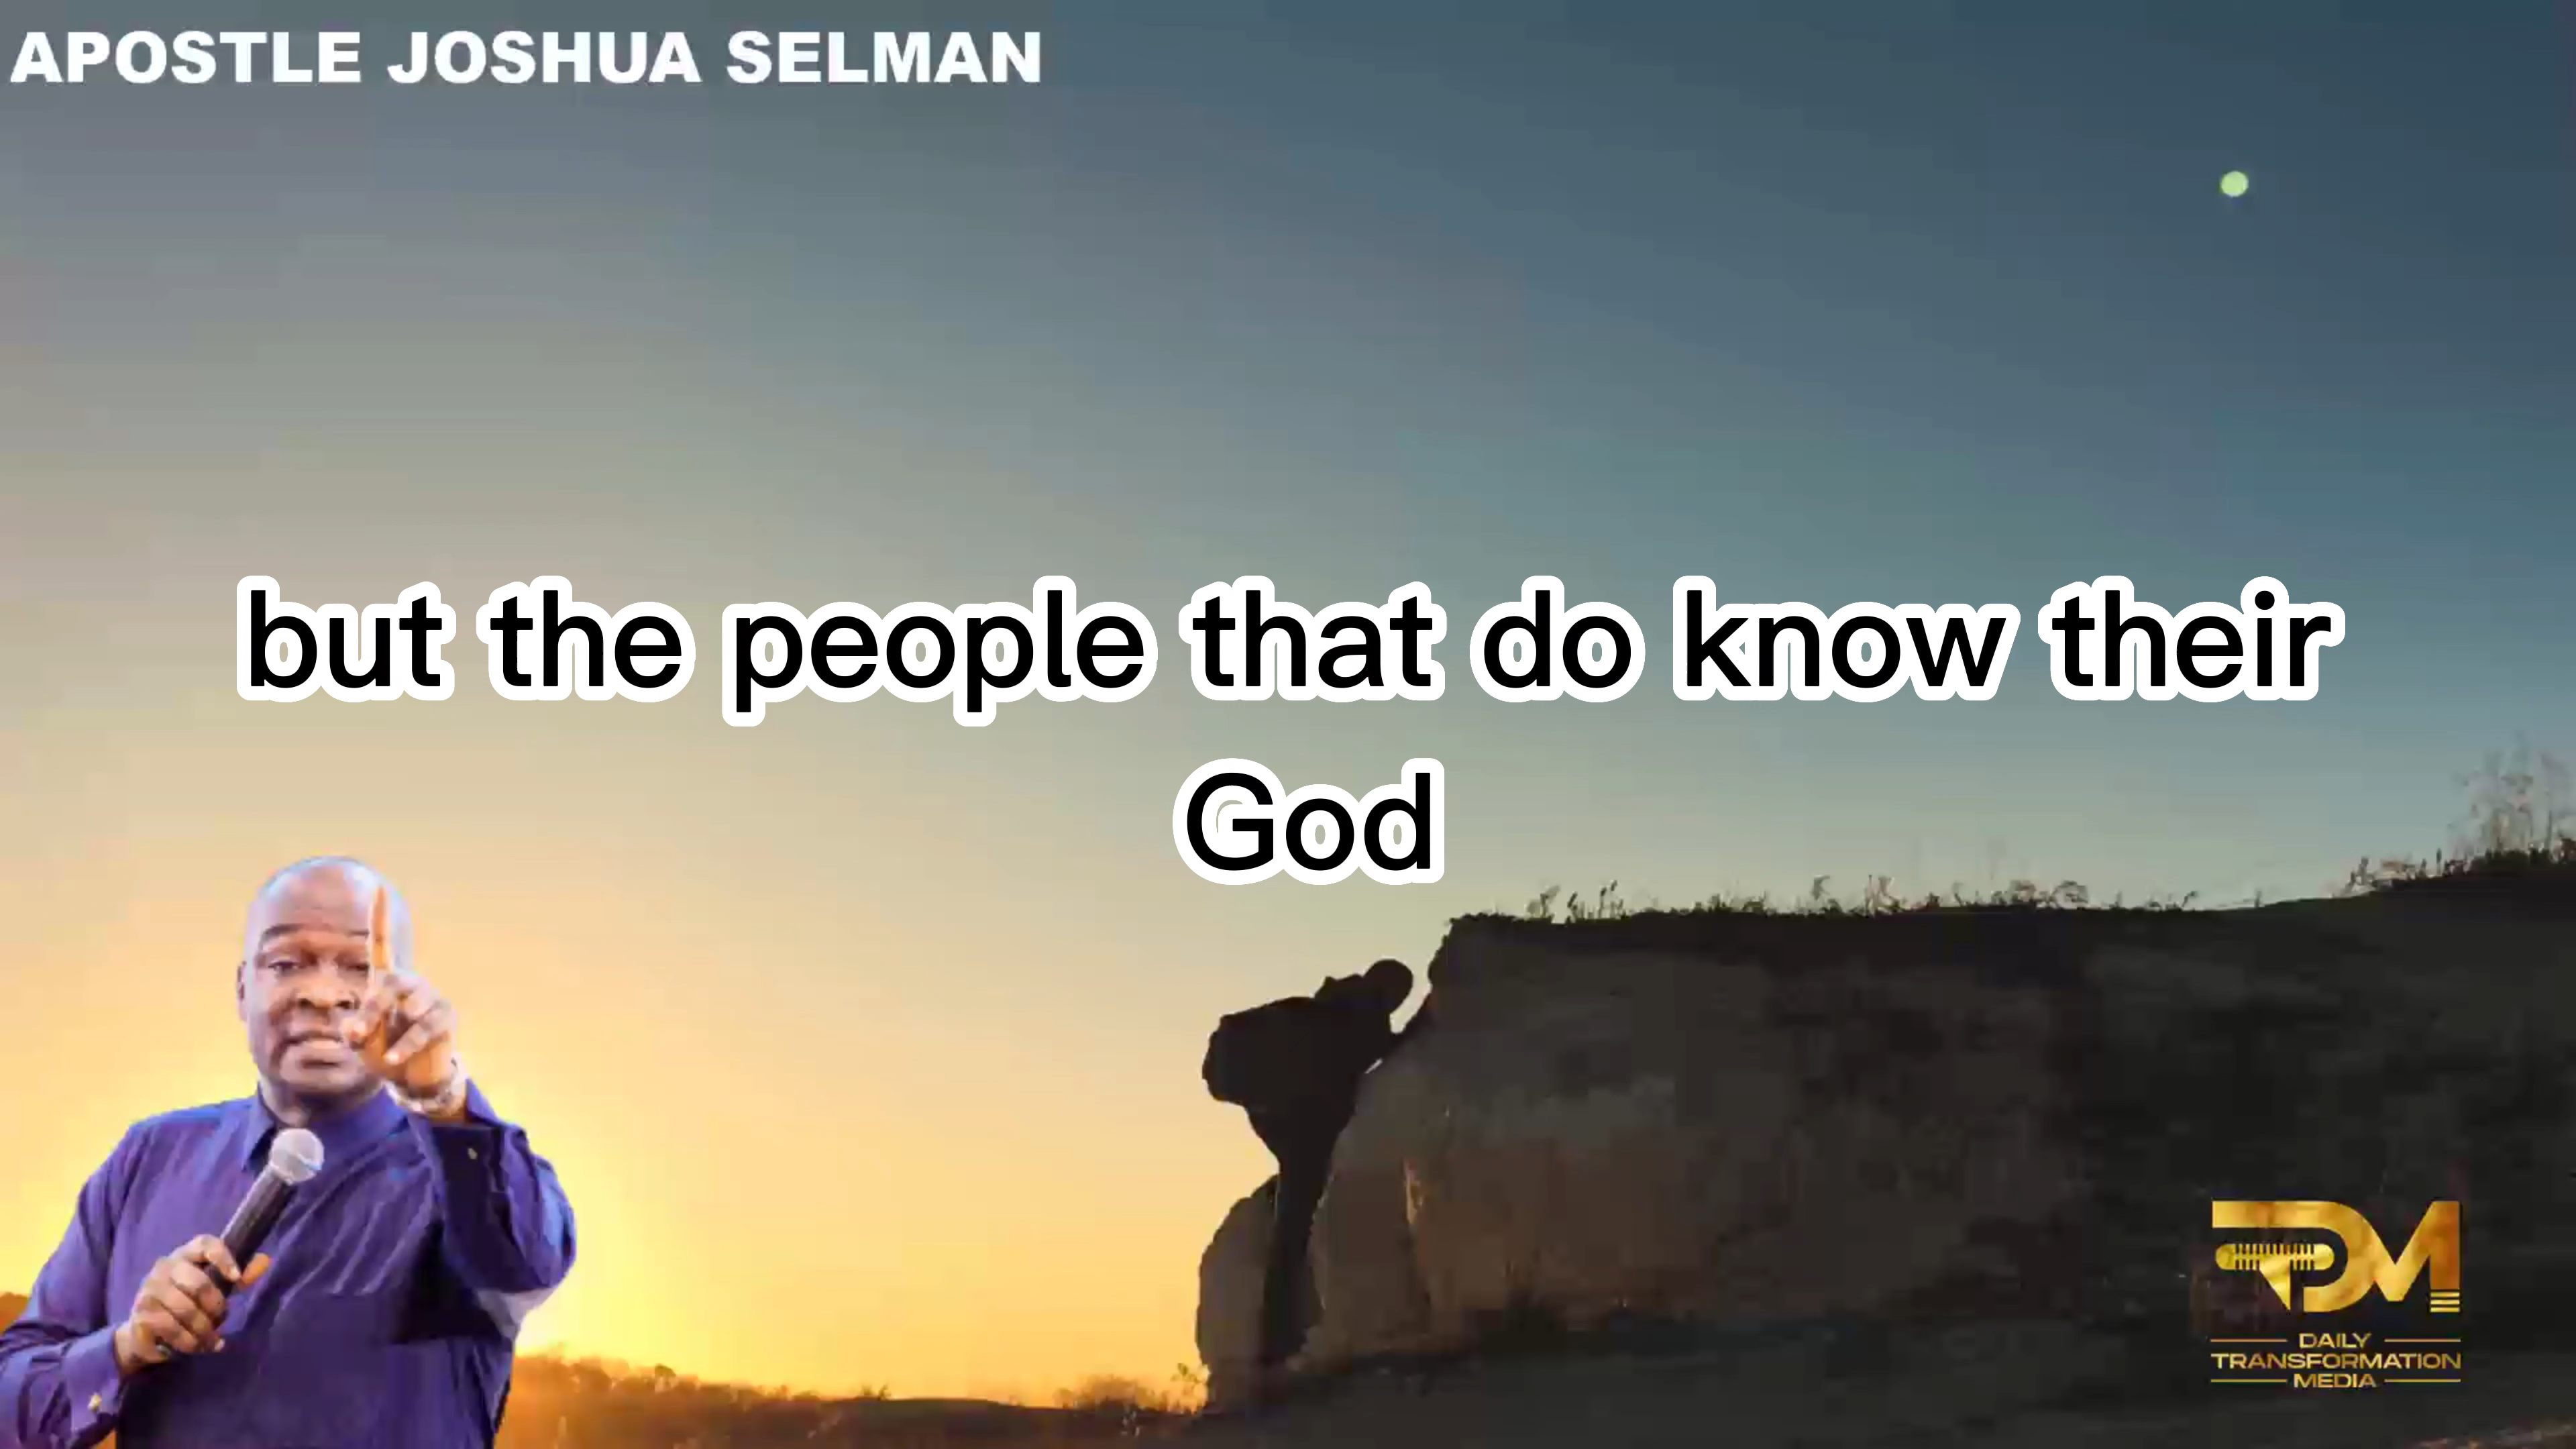 APOSTLE JOSHUA SELMAN
but the people that do know their
God
DAILY
TRANSFORMATION
MEDIA